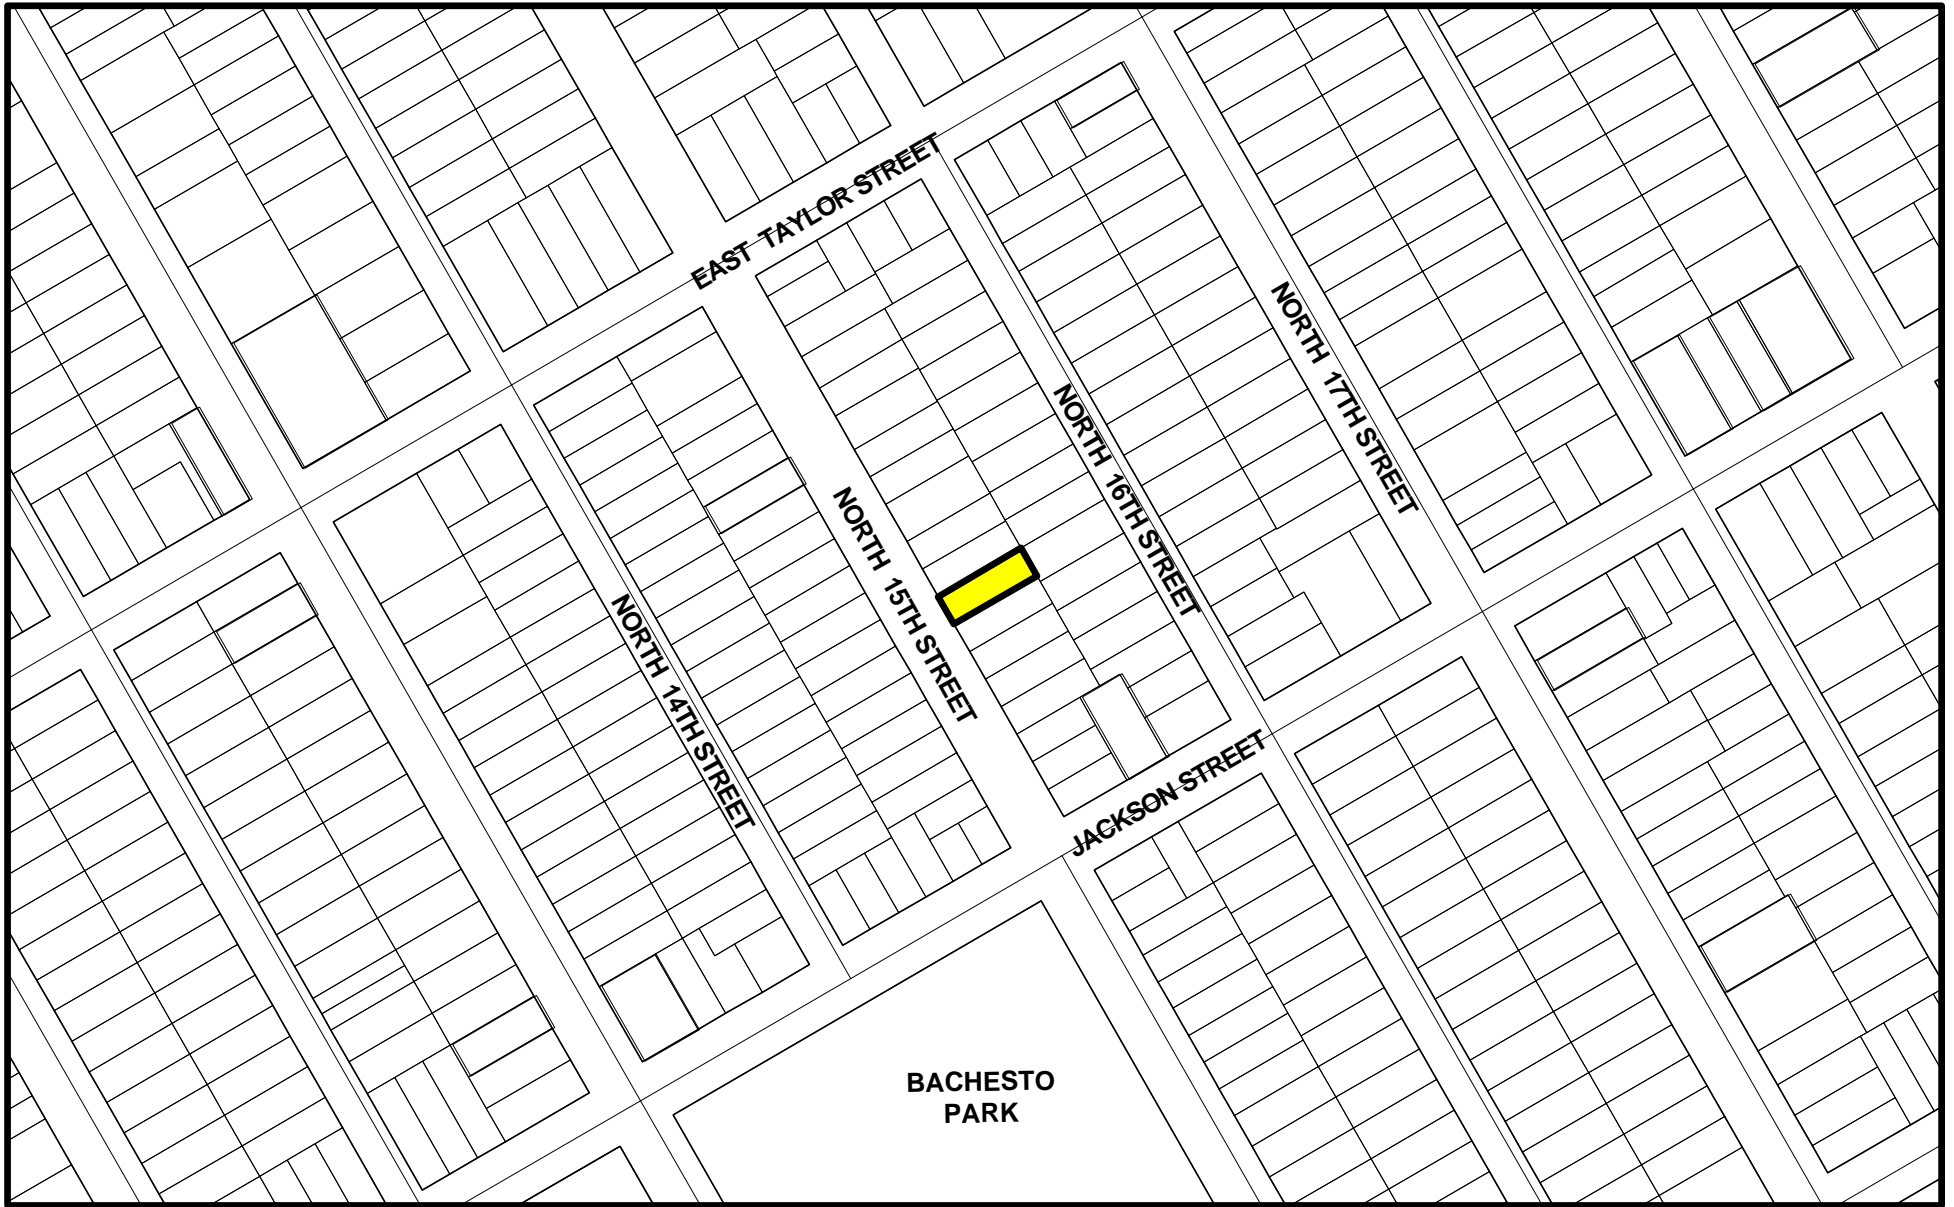 EAST TAYLOR STREET
NORTH 17TH STREET
NORTH 16TH STREET
NORTH 15TH STREET
NORTH 14TH STREET
JACKSON STREET
BACHESTO
PARK